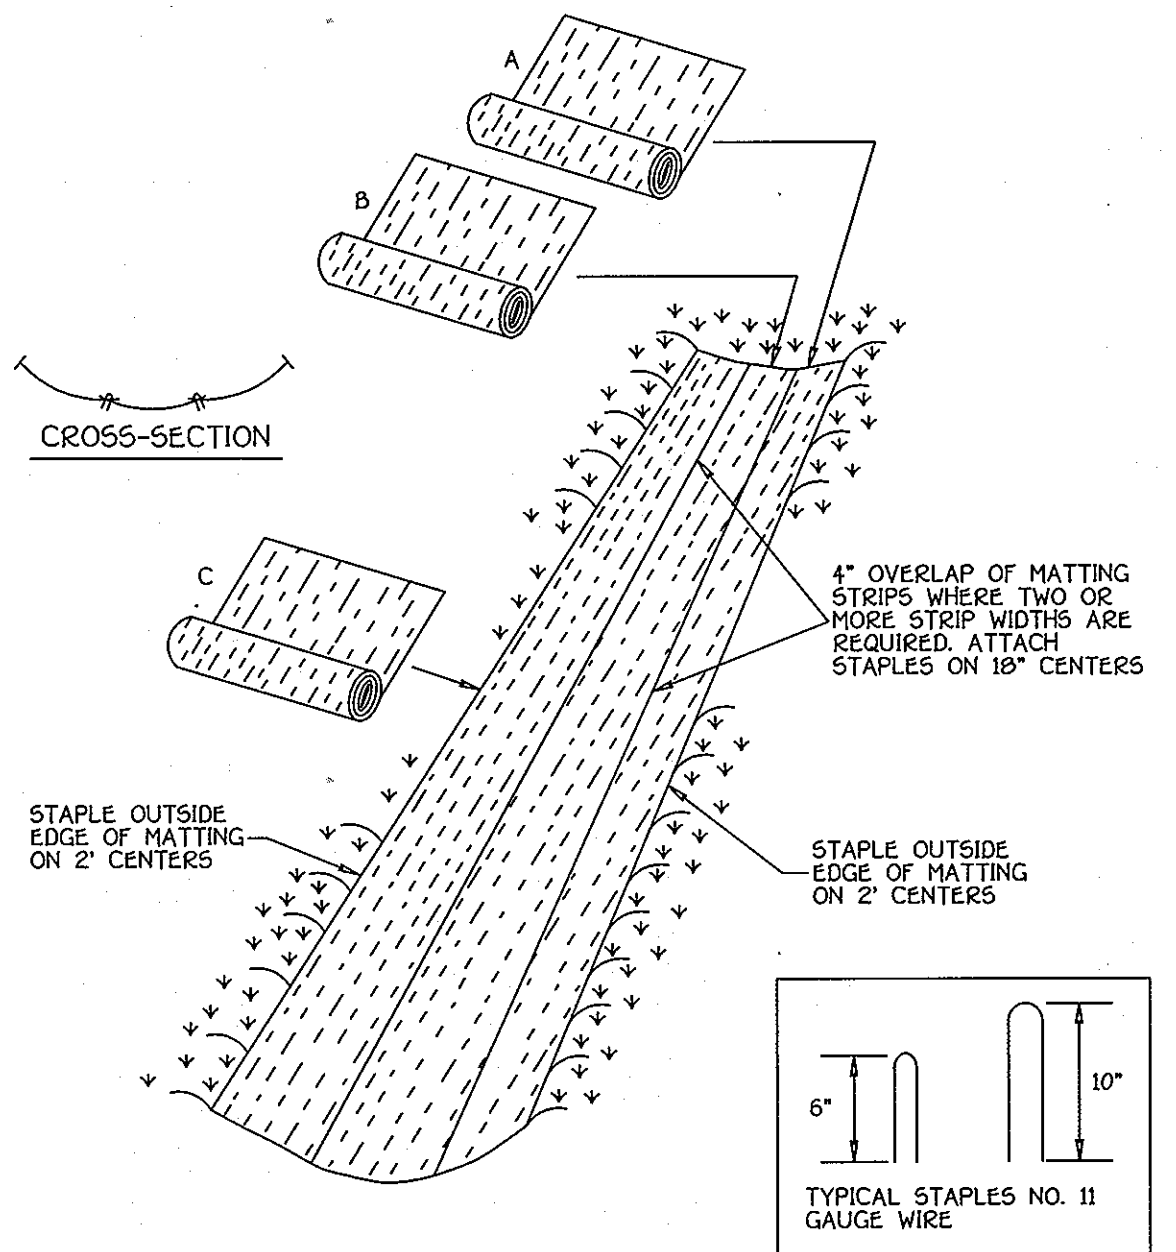 A
B
CROSS-SECTION
C
4" OVERLAP OF MATTING
STRIPS WHERE TWO OR
MORE STRIP WIDTHS ARE
REQUIRED. ATTACH
STAPLES ON 18" CENTERS
STAPLE OUTSIDE
EDGE OF MATTING
ON 2' CENTERS
STAPLE OUTSIDE
EDGE OF MATTING
ON 2' CENTERS
6"
10"
TYPICAL STAPLES NO. 11
GAUGE WIRE